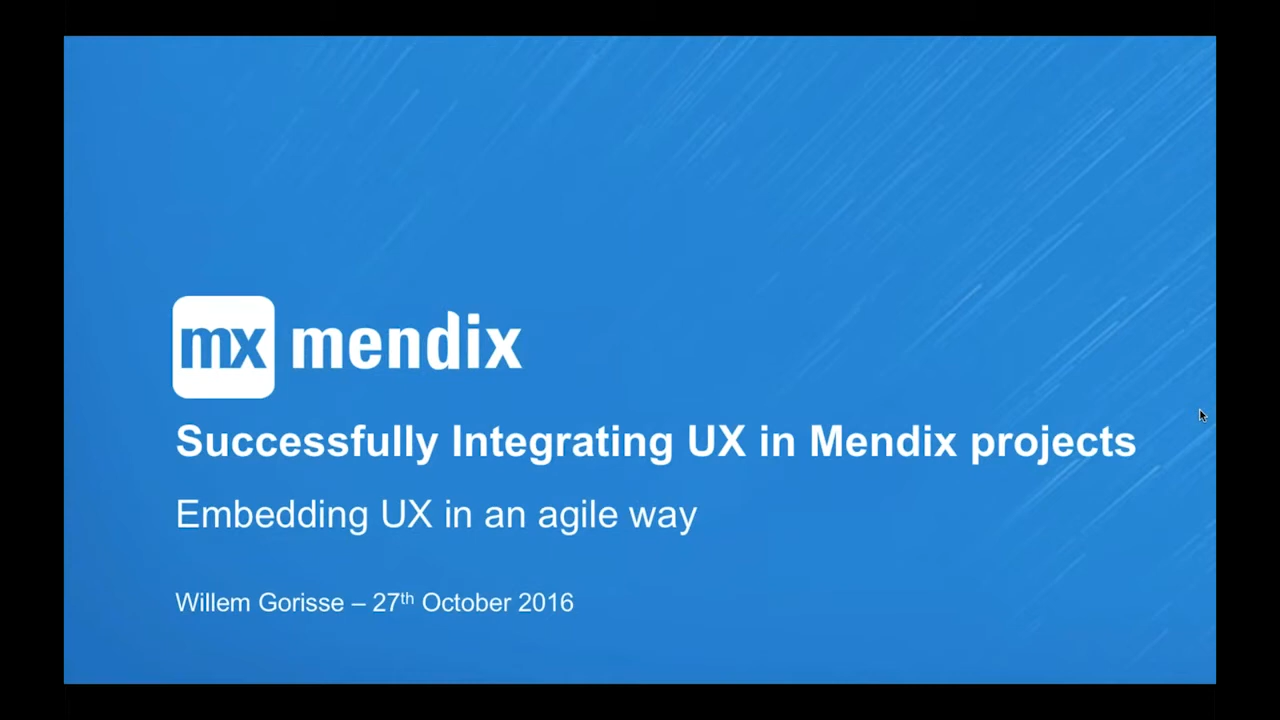 mx mendix
Successfully Integrating UX in Mendix projects
Embedding UX in an agile way
Willem Gorisse – 27th October 2016